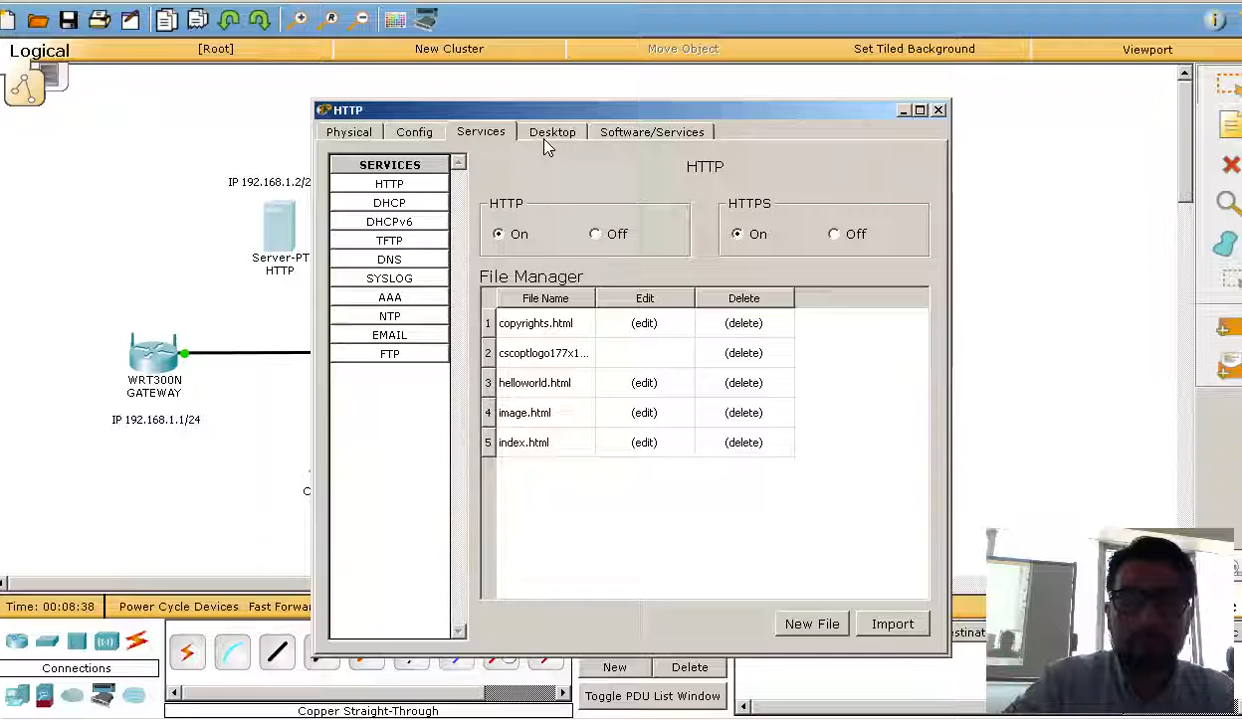 Logical
[Root]
New Cluster
Move Object
Set Tiled Background
Viewport
HTTP
Physical
Config
Services
Desktop
Software/Services
SERVICES
HTTP
DHCP
DHCPv6
TFTP
DNS
SYSLOG
AAA
NTP
EMAIL
FTP
HTTP
HTTP
On
Off
HTTPS
On
Off
File Manager
File Name Edit Delete
1 copyrights.html (edit) (delete)
2 cscoptlogo177x1... (delete)
3 helloworld.html (edit) (delete)
4 image.html (edit) (delete)
5 index.html (edit) (delete)
New File
Import
IP 192.168.1.2/2
Server-PT
HTTP
WRT300N
GATEWAY
IP 192.168.1.1/24
Time: 00:08:38
Power Cycle Devices
Fast Forwar
Connections
Copper Straight-Through
New
Delete
Toggle PDU List Window